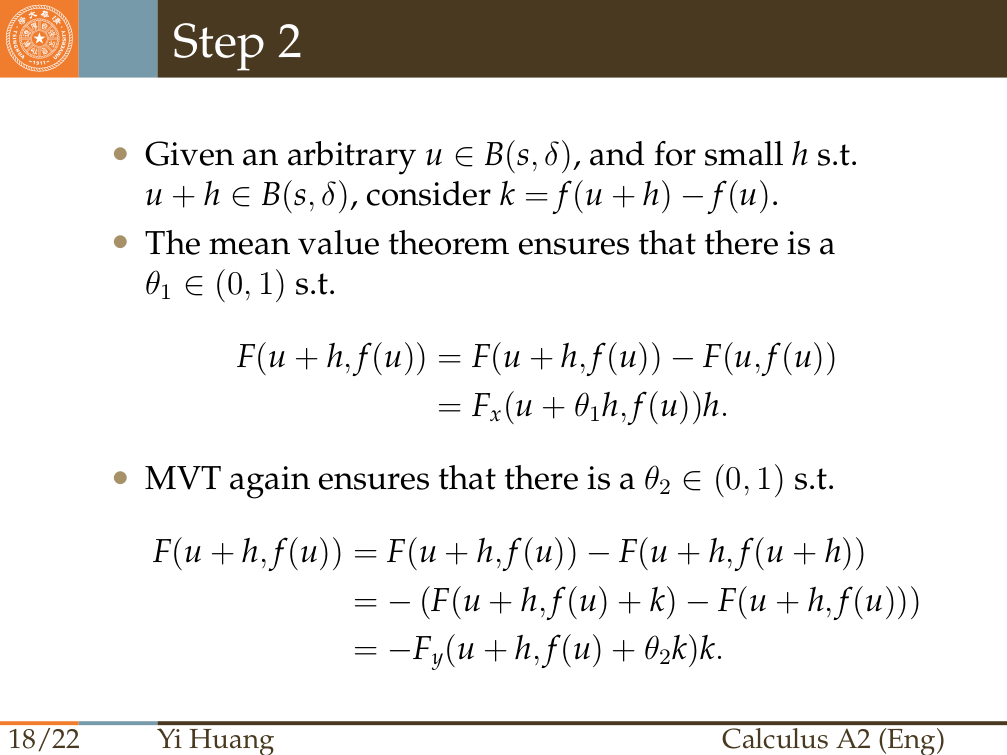 Step 2
• Given an arbitrary u ∈ B(s, δ), and for small h s.t.
u + h ∈ B(s, δ), consider k = f(u + h) − f(u).
• The mean value theorem ensures that there is a
θ₁ ∈ (0, 1) s.t.
F(u + h, f(u)) = F(u + h, f(u)) − F(u, f(u))
= Fₓ(u + θ₁h, f(u))h.
• MVT again ensures that there is a θ₂ ∈ (0, 1) s.t.
F(u + h, f(u)) = F(u + h, f(u)) − F(u + h, f(u + h))
= − (F(u + h, f(u) + k) − F(u + h, f(u)))
= −F_y(u + h, f(u) + θ₂k)k.
18/22 Yi Huang Calculus A2 (Eng)